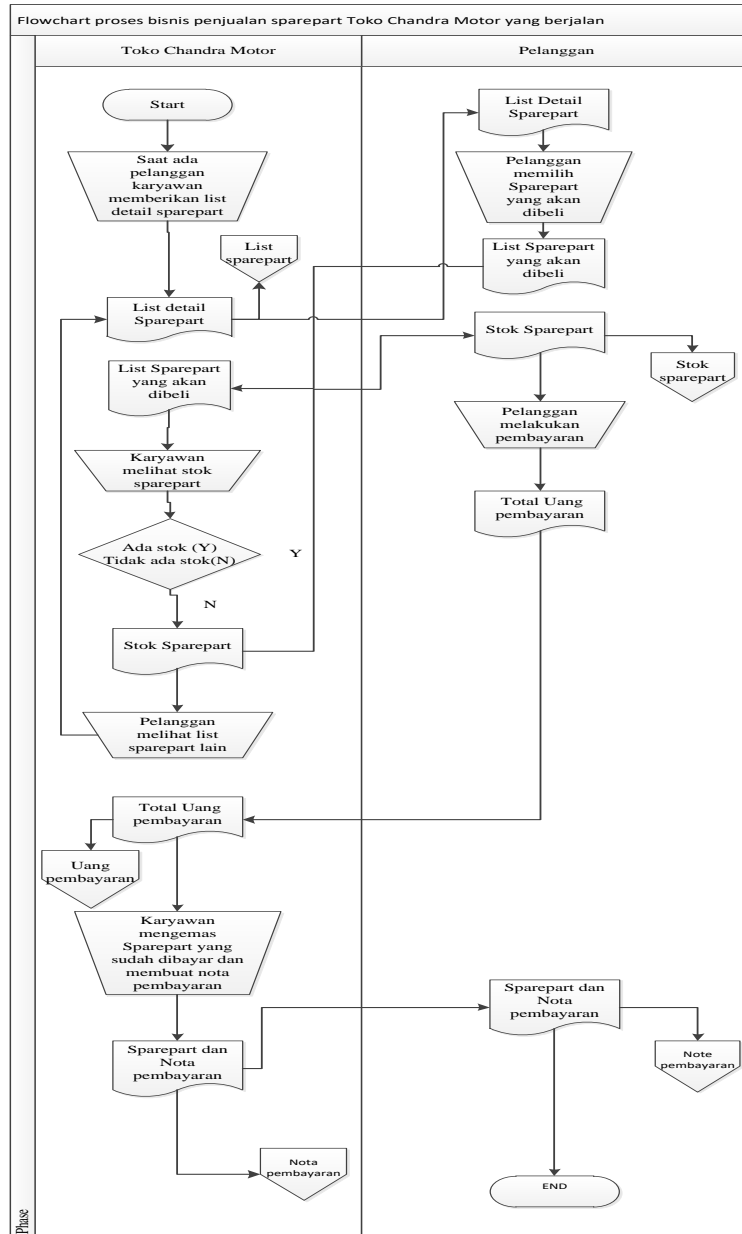 Flowchart proses bisnis penjualan sparepart Toko Chandra Motor yang berjalan
Toko Chandra Motor
Pelanggan
Start
Saat ada
pelanggan
karyawan
memberikan list
detail sparepart
List
sparepart
List detail
Sparepart
List Sparepart
yang akan
dibeli
Karyawan
melihat stok
sparepart
Ada stok (Y)
Tidak ada stok(N)
Y
N
Stok Sparepart
Pelanggan
melihat list
sparepart lain
Total Uang
pembayaran
Uang
pembayaran
Karyawan
mengemas
Sparepart yang
sudah dibayar dan
membuat nota
pembayaran
Sparepart dan
Nota
pembayaran
Nota
pembayaran
List Detail
Sparepart
Pelanggan
memilih
Sparepart
yang akan
dibeli
List Sparepart
yang akan
dibeli
Stok Sparepart
Stok
sparepart
Pelanggan
melakukan
pembayaran
Total Uang
pembayaran
Sparepart dan
Nota
pembayaran
Note
pembayaran
END
Phase